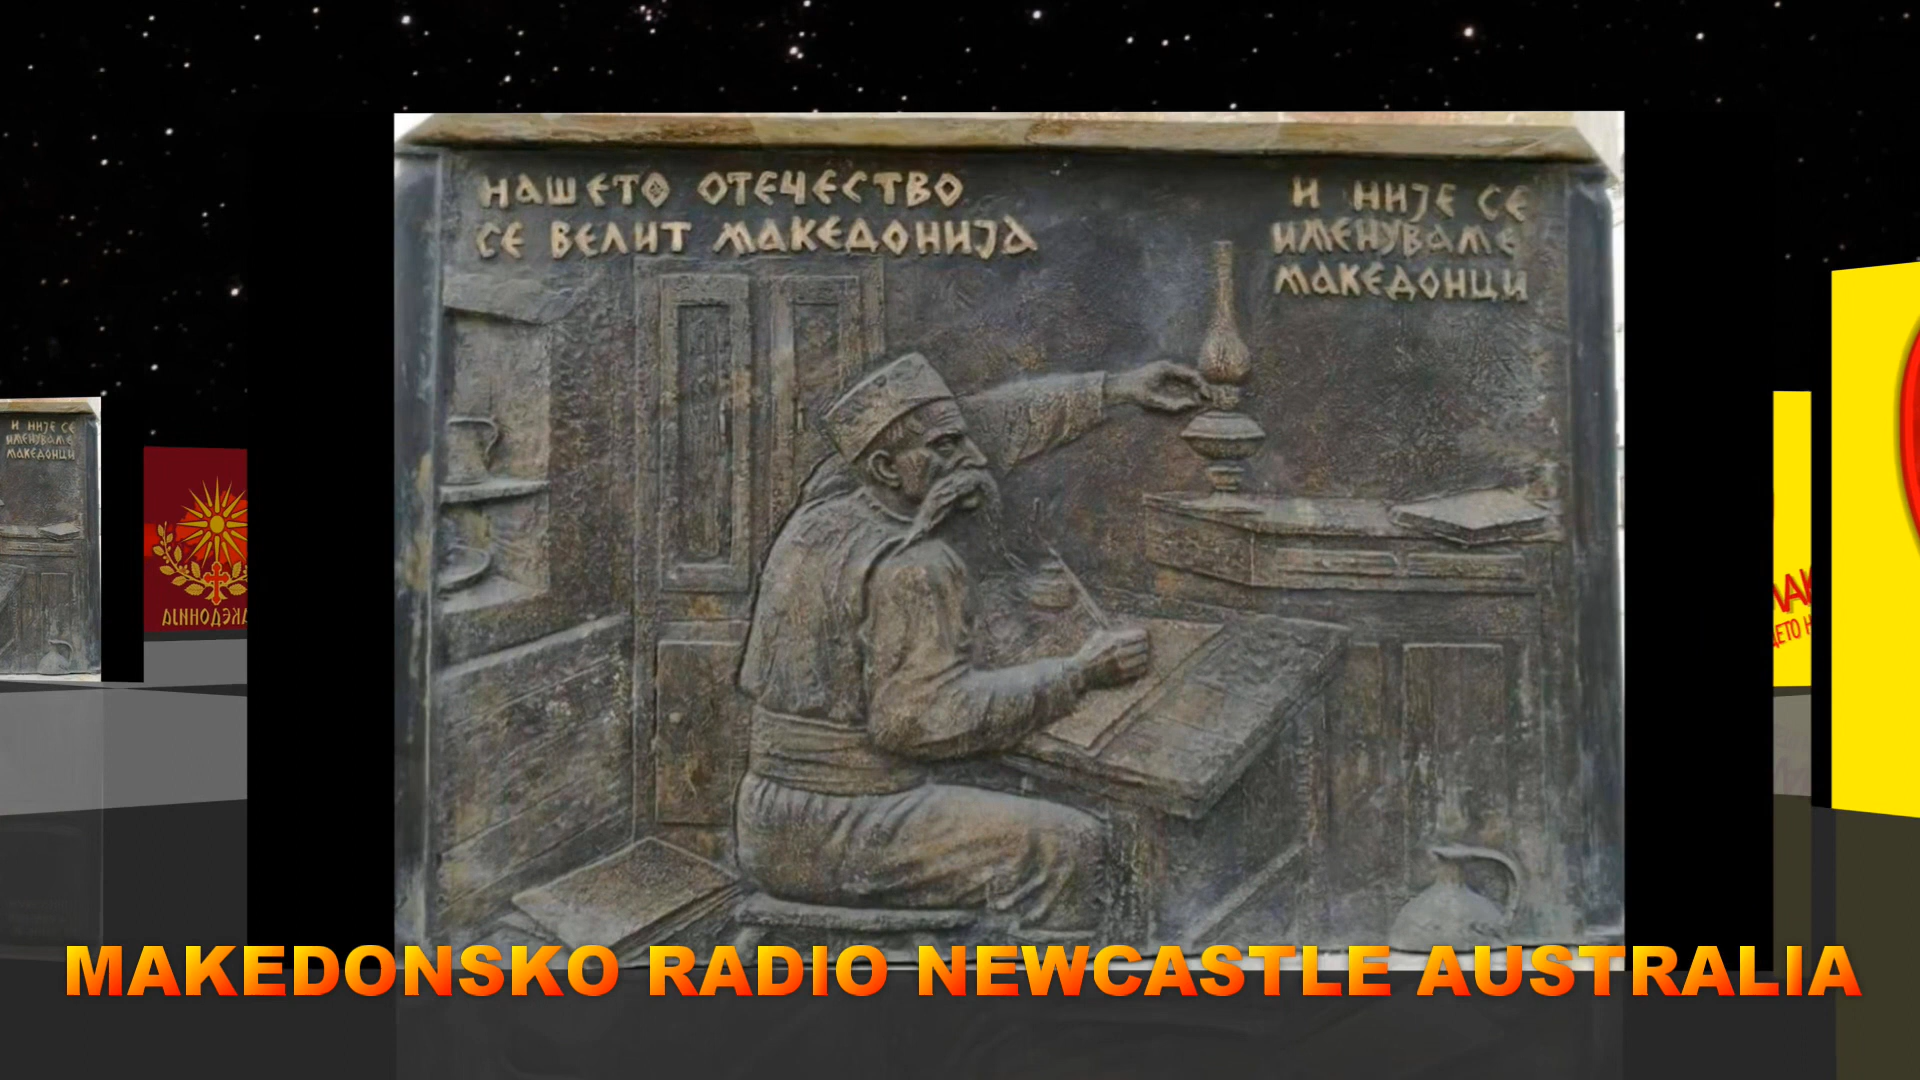 НАШЕТО ОТЕЧЕСТВО
СЕ ВЕЛИТ МАКЕДОНИЈА
И НИЈЕ СЕ
ИМЕНУВАМЕ
МАКЕДОНЦИ
И НИЈЕ СЕ
ИМЕНУВАМЕ
МАКЕДОНЦИ
MAKEDONSKO RADIO NEWCASTLE AUSTRALIA